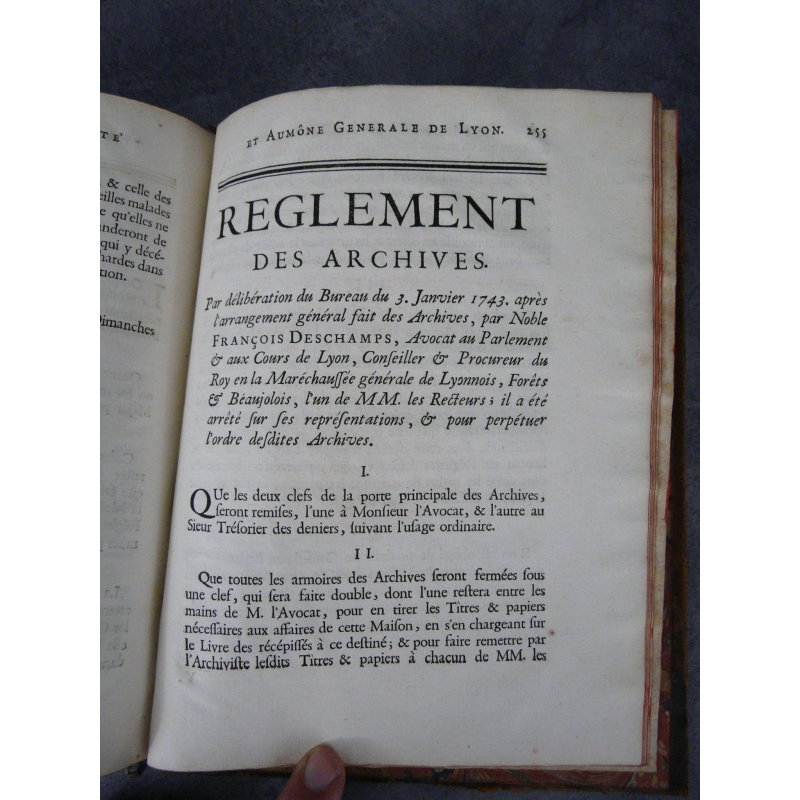 TE'
& celle des
eilles malades
e qu'elles ne
anderont de
qui y décé-
hardes dans
tion.
Dimanches
ET AUMÔNE GENERALE DE LYON. 255
REGLEMENT
DES ARCHIVES.
Par délibération du Bureau du 3. Janvier 1743. après
l'arrangement général fait des Archives, par Noble
FRANÇOIS DESCHAMPS, Avocat au Parlement
& aux Cours de Lyon, Conſeiller & Procureur du
Roy en la Maréchauſſée générale de Lyonnois, Forêts
& Beaujolois, l'un de MM. les Recteurs; il a été
arrêté ſur ſes repréſentations, & pour perpétuer
l'ordre deſdites Archives.
I.
QUe les deux clefs de la porte principale des Archives,
ſeront remiſes, l'une à Monſieur l'Avocat, & l'autre au
Sieur Tréſorier des deniers, ſuivant l'uſage ordinaire.
II.
Que toutes les armoires des Archives ſeront fermées ſous
une clef, qui ſera faite double, dont l'une reſtera entre les
mains de M. l'Avocat, pour en tirer les Titres & papiers
néceſſaires aux affaires de cette Maiſon, en s'en chargeant ſur
le Livre des récépiſſés à ce deſtiné; & pour faire remettre par
l'Archiviſte leſdits Titres & papiers à chacun de MM. les